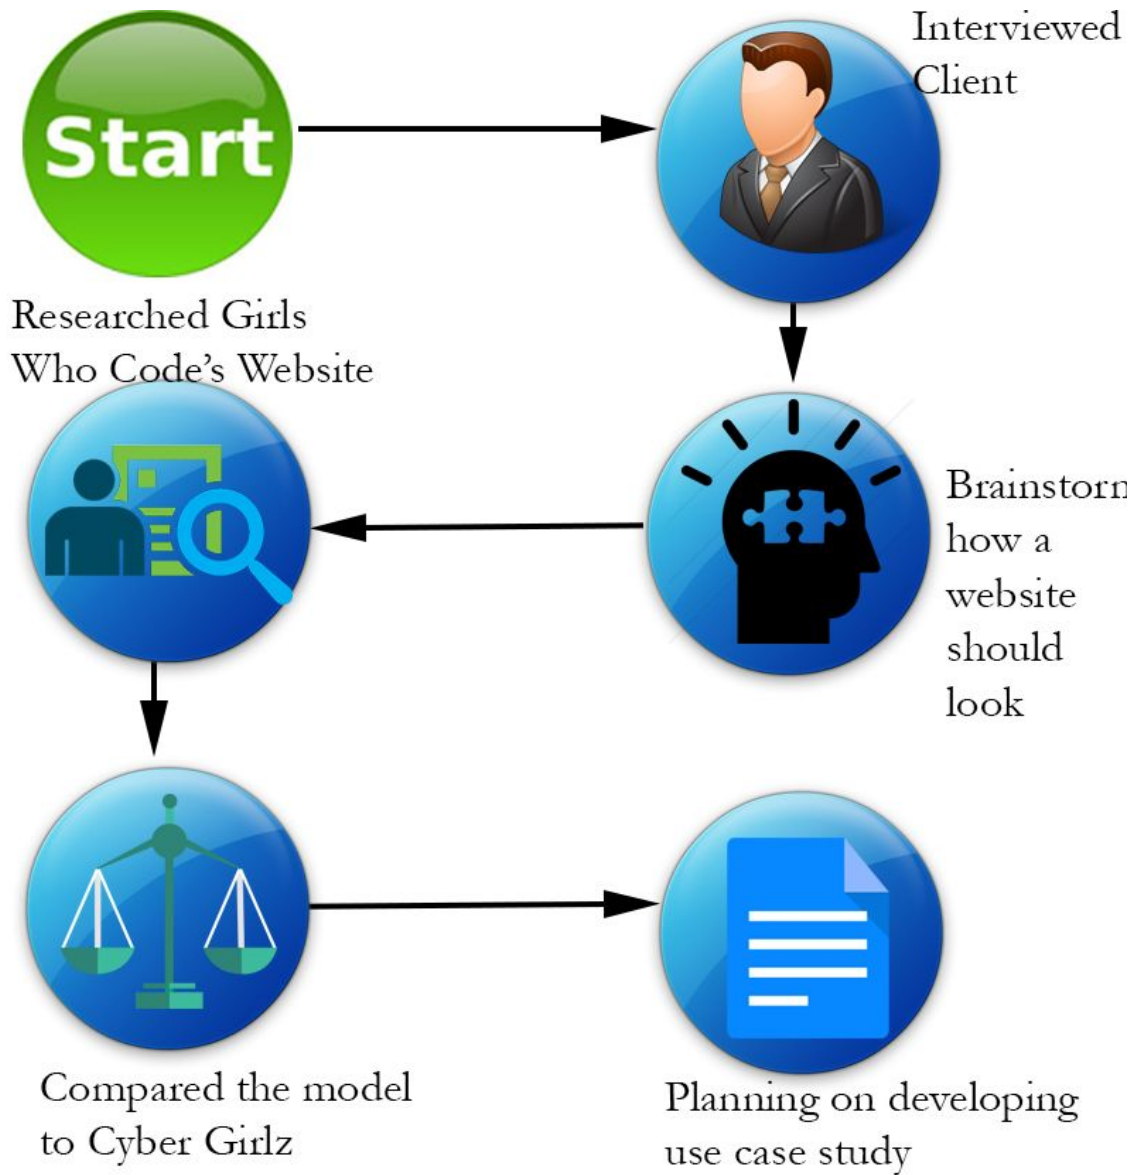 Start
Interviewed
Client
Researched Girls
Who Code's Website
Brainstorm
how a
website
should
look
Compared the model
to Cyber Girlz
Planning on developing
use case study